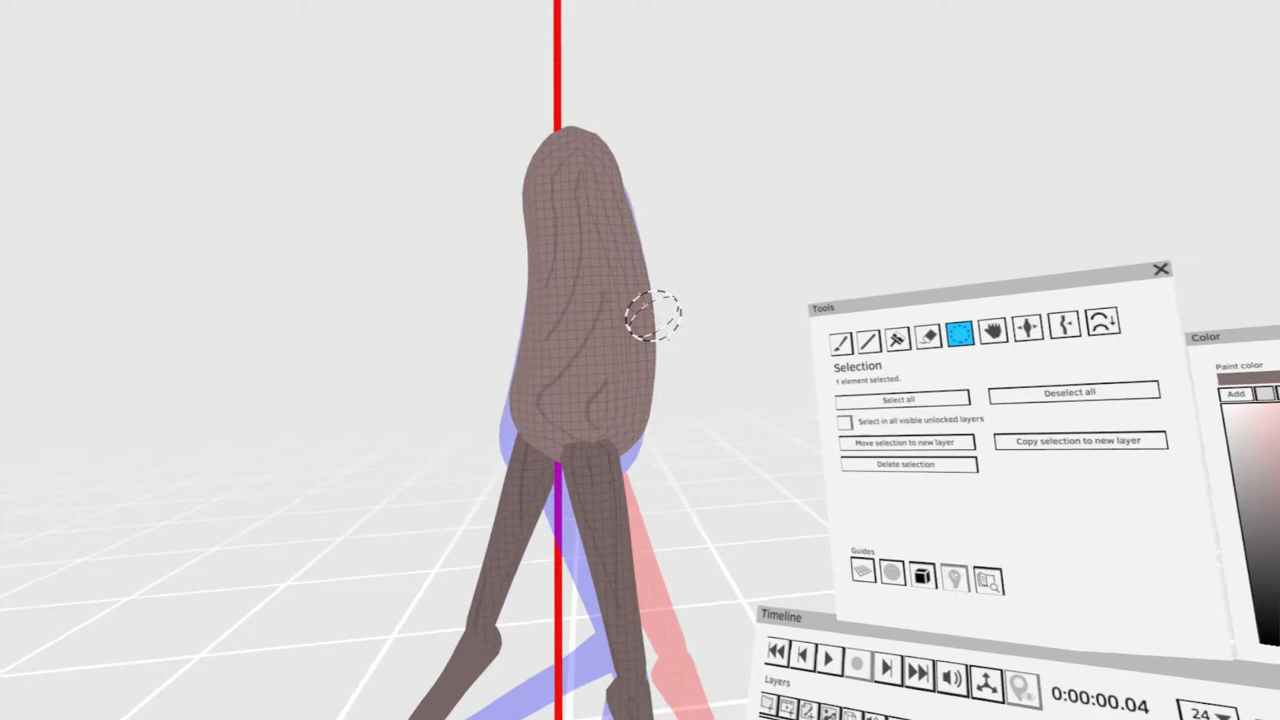 Tools
Selection
1 element selected.
Select all
Deselect all
Select in all visible unlocked layers
Move selection to new layer
Copy selection to new layer
Delete selection
Guides
Color
Paint color
Add
Timeline
0:00:00.04
Layers
24